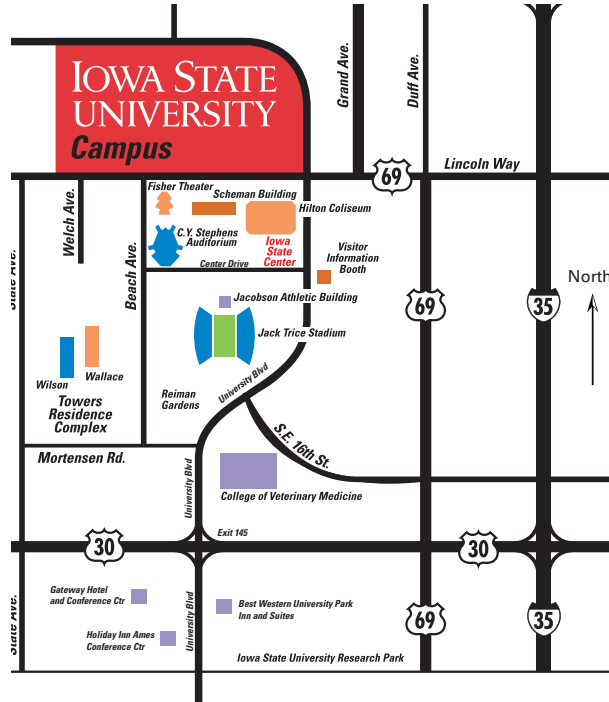 IOWA STATE
UNIVERSITY
Campus
Grand Ave.
Duff Ave.
Lincoln Way
69
Fisher Theater
Scheman Building
Hilton Coliseum
C.Y. Stephens
Auditorium
Iowa
State
Center
Center Drive
Visitor
Information
Booth
Welch Ave.
Beach Ave.
State Ave.
North
69
35
Jacobson Athletic Building
Jack Trice Stadium
Wilson
Wallace
Towers
Residence
Complex
Reiman
Gardens
University Blvd
S.E. 16th St.
Mortensen Rd.
University Blvd
College of Veterinary Medicine
Exit 145
30
30
State Ave.
Gateway Hotel
and Conference Ctr
Holiday Inn Ames
Conference Ctr
University Blvd
Best Western University Park
Inn and Suites
69
35
Iowa State University Research Park